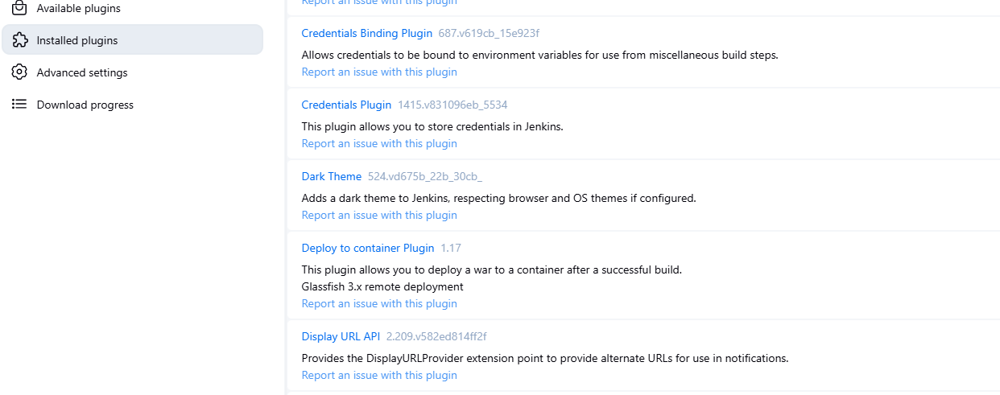 Available plugins
Installed plugins
Advanced settings
Download progress
Report an issue with this plugin
Credentials Binding Plugin 687.v619cb_15e923f
Allows credentials to be bound to environment variables for use from miscellaneous build steps.
Report an issue with this plugin
Credentials Plugin 1415.v831096eb_5534
This plugin allows you to store credentials in Jenkins.
Report an issue with this plugin
Dark Theme 524.vd675b_22b_30cb_
Adds a dark theme to Jenkins, respecting browser and OS themes if configured.
Report an issue with this plugin
Deploy to container Plugin 1.17
This plugin allows you to deploy a war to a container after a successful build.
Glassfish 3.x remote deployment
Report an issue with this plugin
Display URL API 2.209.v582ed814ff2f
Provides the DisplayURLProvider extension point to provide alternate URLs for use in notifications.
Report an issue with this plugin